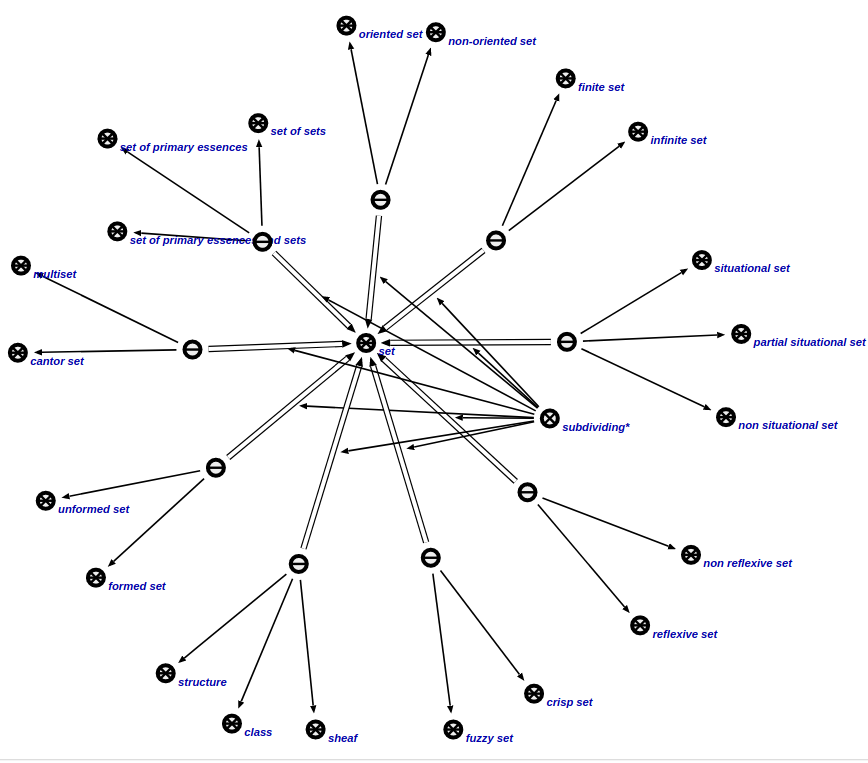 oriented set
non-oriented set
finite set
set of sets
infinite set
set of primary essences
set of primary essences and sets
situational set
multiset
partial situational set
set
cantor set
non situational set
subdividing*
unformed set
non reflexive set
formed set
reflexive set
structure
crisp set
class
sheaf
fuzzy set